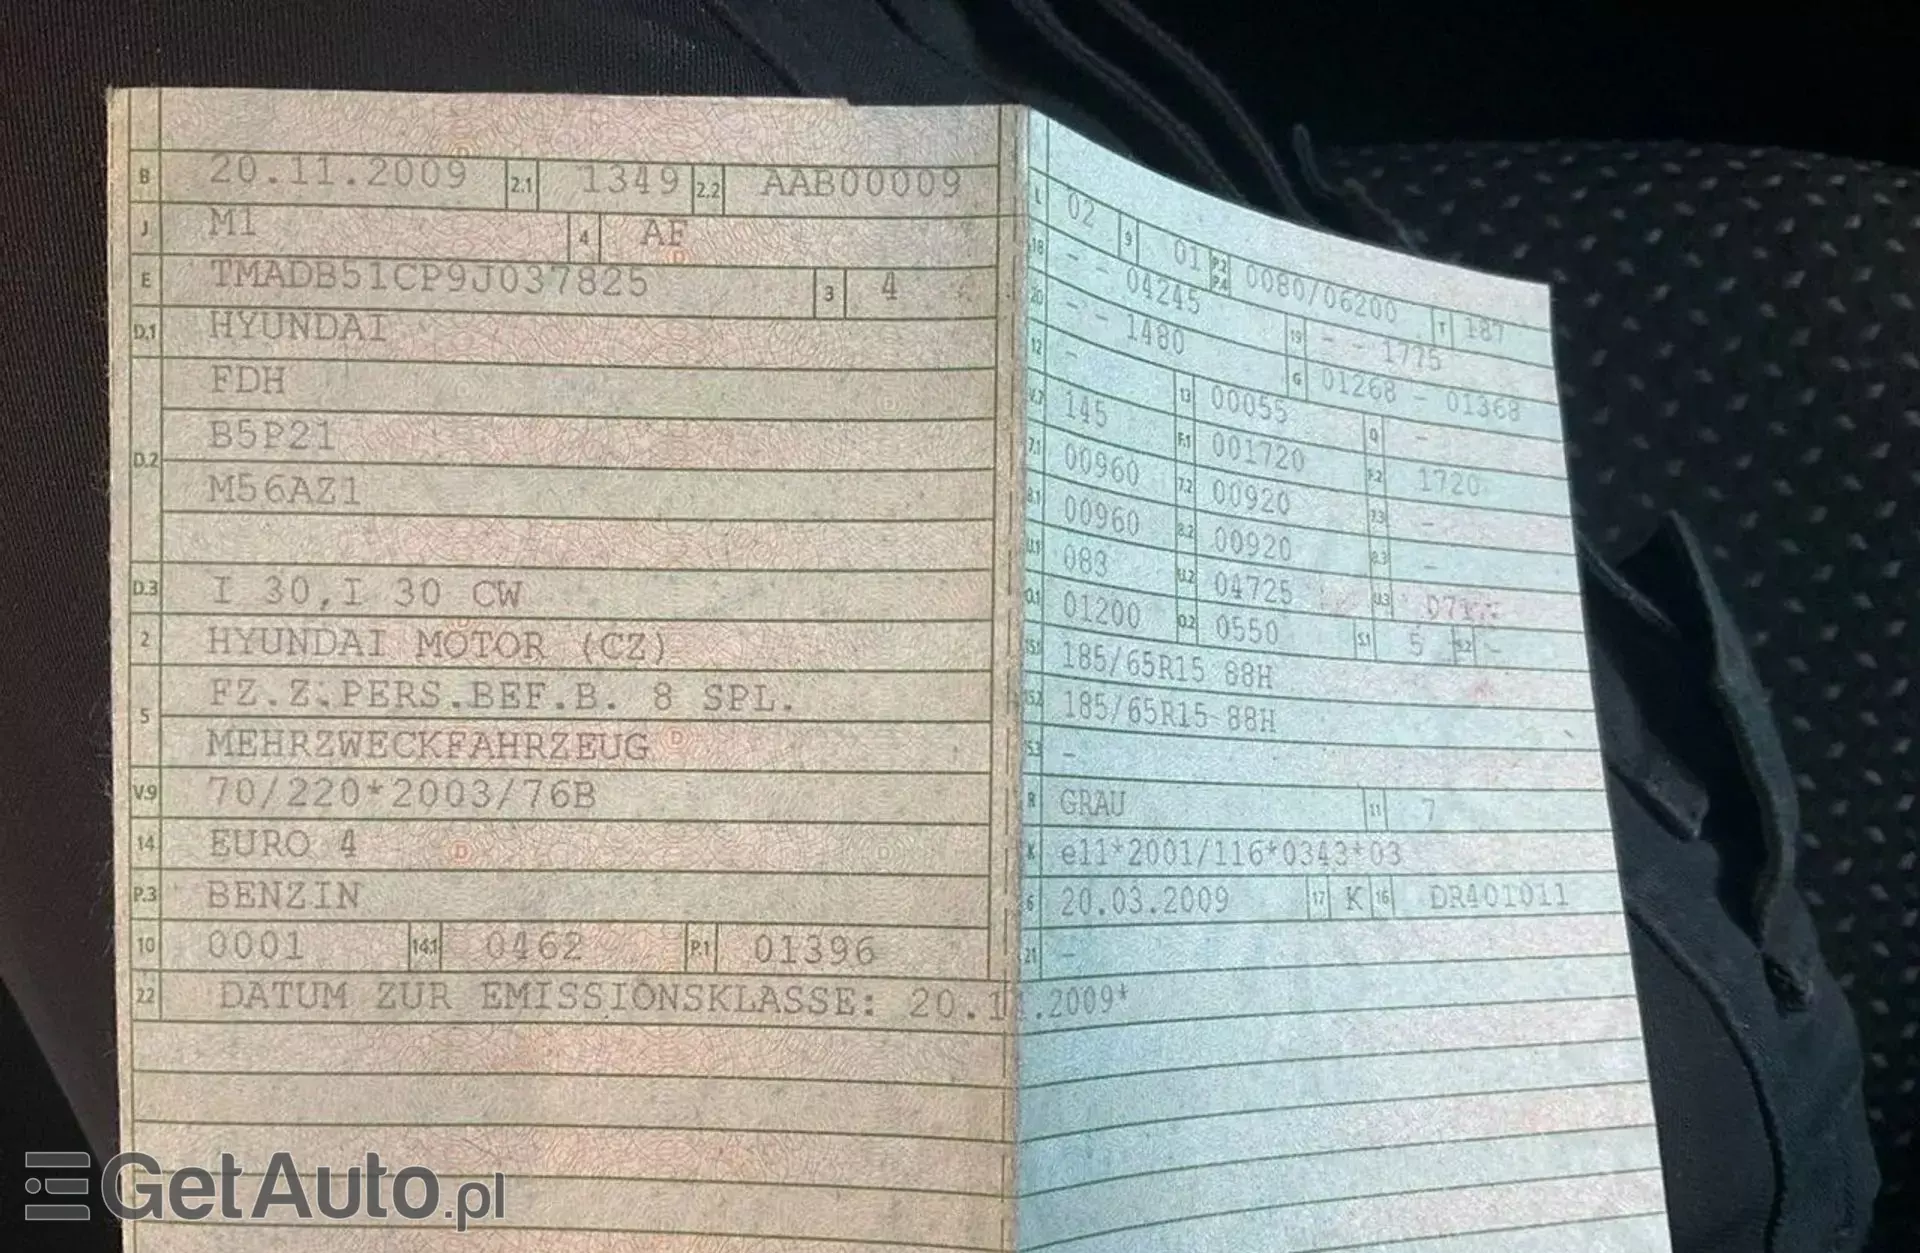 B 20.11.2009 2.1 1349 2.2 AAB00009
J M1 4 AF
E TMADB51CP9J037825 3 4
D.1 HYUNDAI
FDH
D.2 B5P21
M56AZ1
D.3 I 30,I 30 CW
2 HYUNDAI MOTOR (CZ)
5 FZ.Z.PERS.BEF.B. 8 SPL.
MEHRZWECKFAHRZEUG
V.9 70/220*2003/76B
14 EURO 4
P.3 BENZIN
10 0001 14.1 0462 P.1 01396
22 DATUM ZUR EMISSIONSKLASSE: 20.11.2009*
L 02 9 01 P.2 P.4 0080/06200 T 187
18 - - 04245 19 - - 1775
20 - - 1480 G 01268 - 01368
12 - 13 00055 Q -
V.7 145 F.1 001720 F.2 1720
7.1 00960 7.2 00920 7.3 -
8.1 00960 8.2 00920 8.3 -
U.1 083 U.2 04725 U.3
O.1 01200 O.2 0550 S.1 5 S.2 -
15.1 185/65R15 88H
15.2 185/65R15 88H
15.3 -
R GRAU 11 7
K e11*2001/116*0343*03
6 20.03.2009 17 K 16 DR401011
21 -
GetAuto.pl